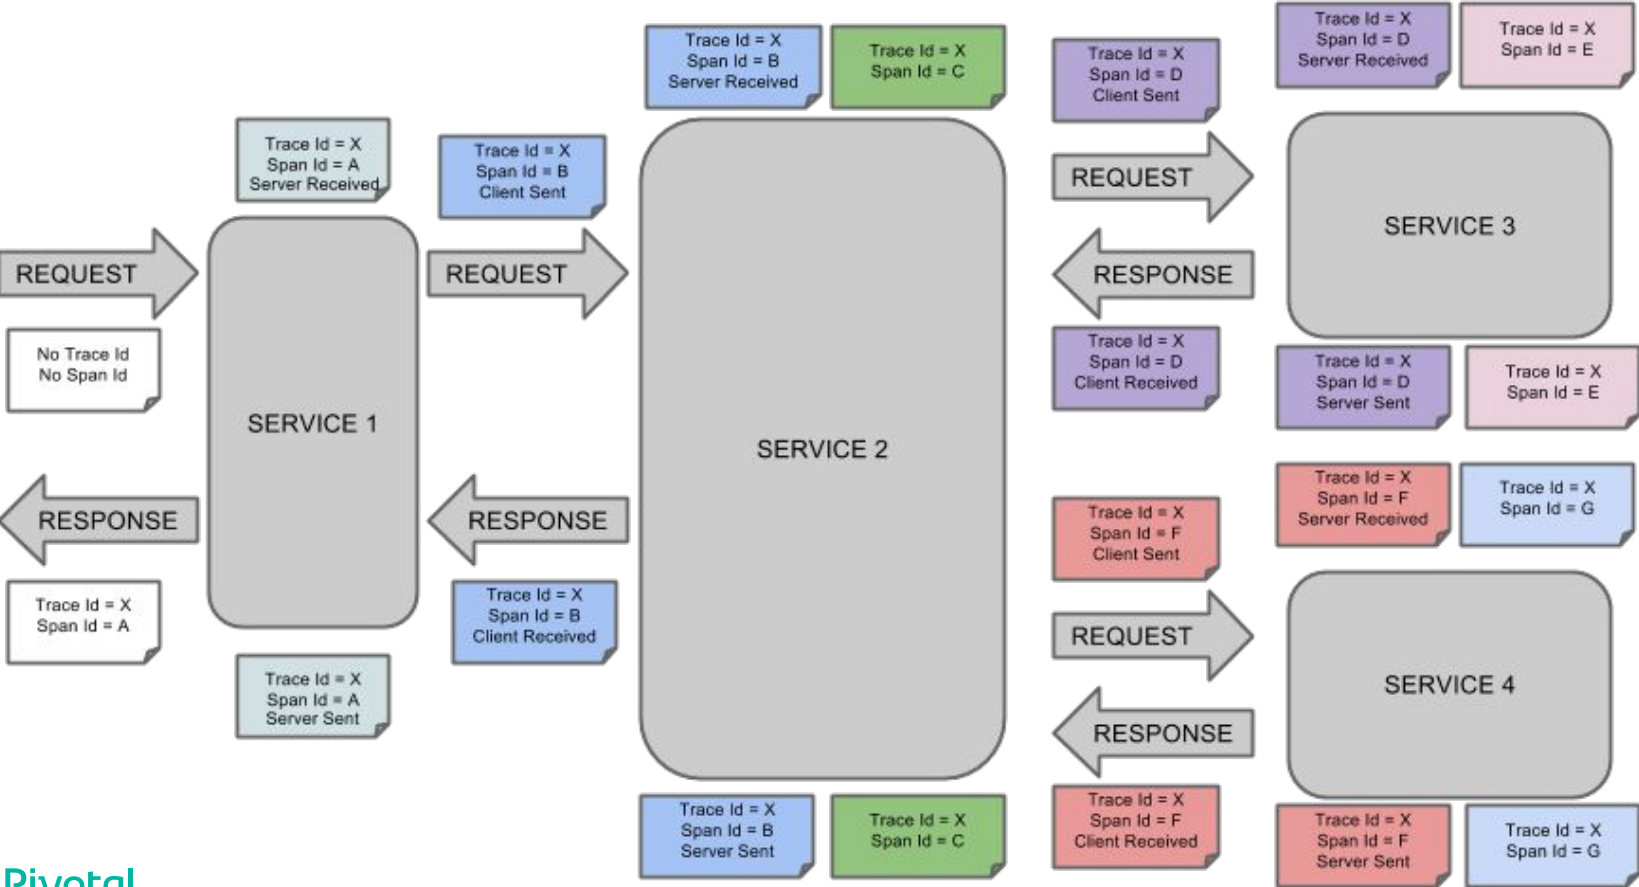 REQUEST
No Trace Id
No Span Id
RESPONSE
Trace Id = X
Span Id = A
Trace Id = X
Span Id = A
Server Received
SERVICE 1
Trace Id = X
Span Id = A
Server Sent
Trace Id = X
Span Id = B
Client Sent
REQUEST
RESPONSE
Trace Id = X
Span Id = B
Client Received
Trace Id = X
Span Id = B
Server Received
Trace Id = X
Span Id = C
SERVICE 2
Trace Id = X
Span Id = B
Server Sent
Trace Id = X
Span Id = C
Trace Id = X
Span Id = D
Client Sent
REQUEST
RESPONSE
Trace Id = X
Span Id = D
Client Received
Trace Id = X
Span Id = D
Server Received
Trace Id = X
Span Id = E
SERVICE 3
Trace Id = X
Span Id = D
Server Sent
Trace Id = X
Span Id = E
Trace Id = X
Span Id = F
Client Sent
REQUEST
RESPONSE
Trace Id = X
Span Id = F
Client Received
Trace Id = X
Span Id = F
Server Received
Trace Id = X
Span Id = G
SERVICE 4
Trace Id = X
Span Id = F
Server Sent
Trace Id = X
Span Id = G
Pivotal